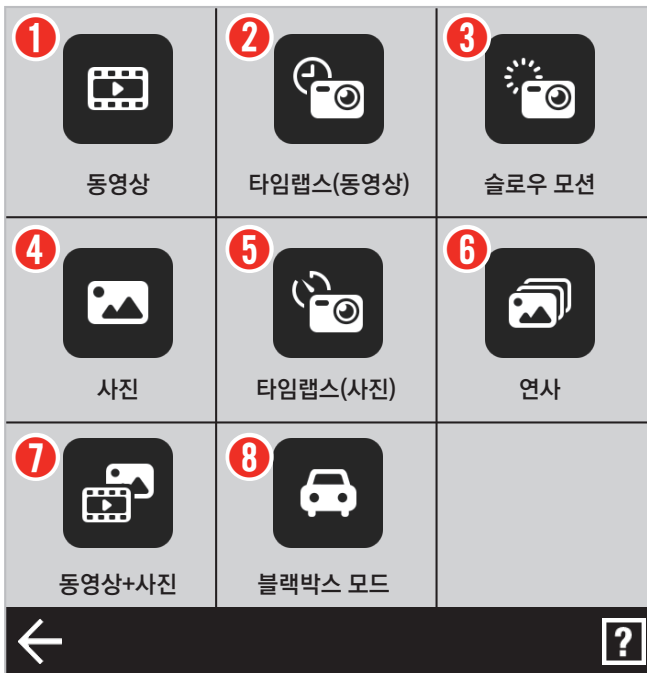 1
2
3
동영상
타임랩스(동영상)
슬로우 모션
4
5
6
사진
타임랩스(사진)
연사
7
8
동영상+사진
블랙박스 모드
?